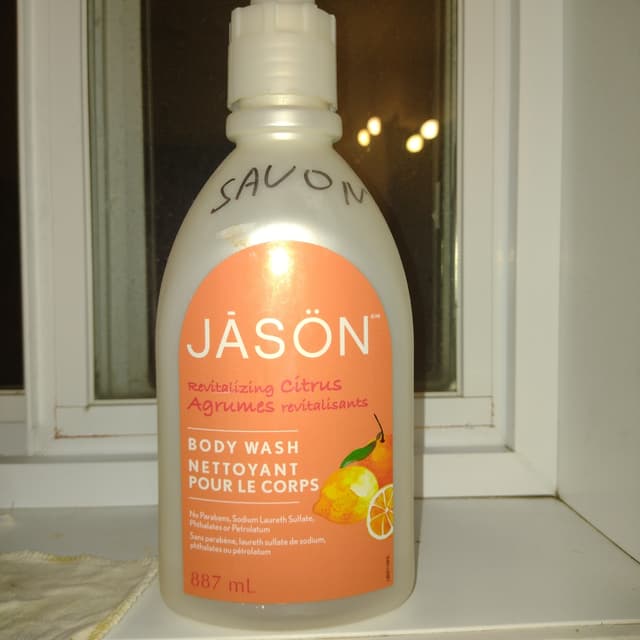 SAVON
JĀSÖN
Revitalizing Citrus
Agrumes revitalisants
BODY WASH
NETTOYANT
POUR LE CORPS
No Parabens, Sodium Laureth Sulfate,
Phthalates or Petrolatum
Sans parabène, laureth sulfate de sodium,
phthalates ou pétrolatum
887 mL